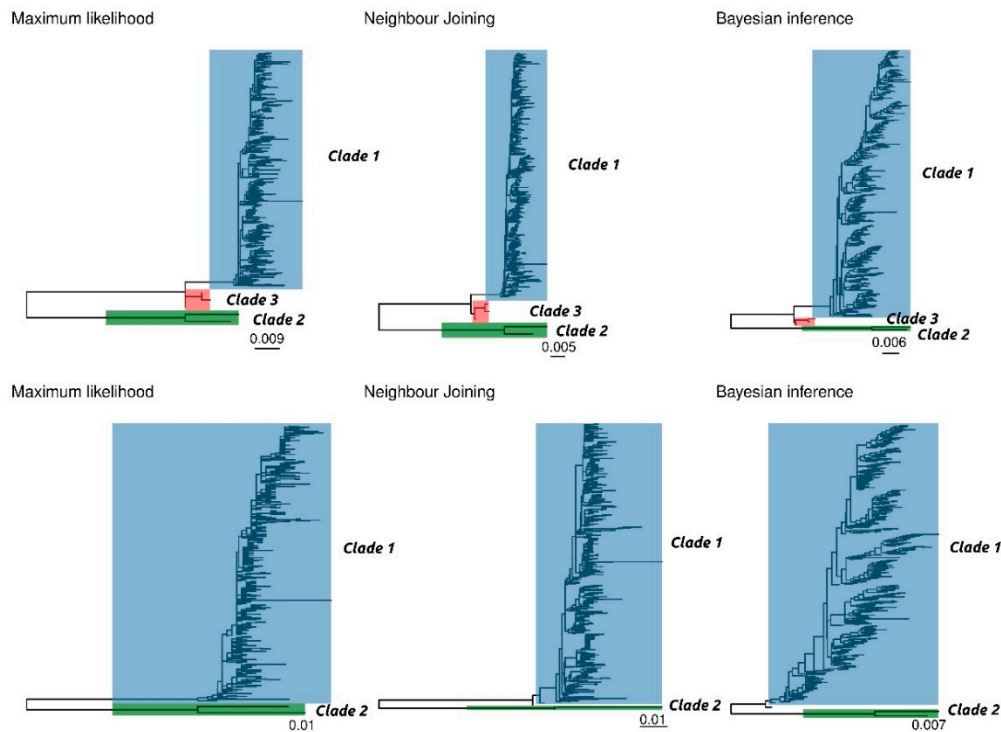 Maximum likelihood
Neighbour Joining
Bayesian inference
Clade 1
Clade 1
Clade 1
Clade 3
Clade 2
0.009
Clade 3
Clade 2
0.005
Clade 3
Clade 2
0.006
Maximum likelihood
Neighbour Joining
Bayesian inference
Clade 1
Clade 1
Clade 1
Clade 2
0.01
Clade 2
0.01
Clade 2
0.007